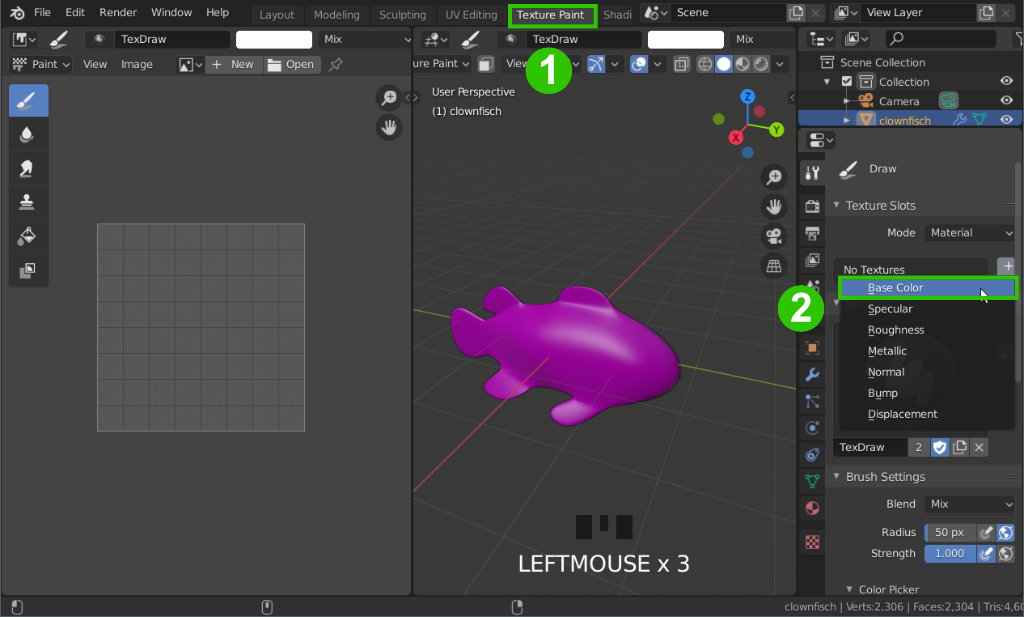 File Edit Render Window Help
Layout Modeling Sculpting UV Editing Texture Paint Shadi
Scene
View Layer
TexDraw Mix
TexDraw Mix
Paint View Image New Open
ure Paint
1
User Perspective
(1) clownfisch
Z
Y
X
Scene Collection
Collection
Camera
clownfisch
Draw
Texture Slots
Mode Material
No Textures
+
2
Base Color
Specular
Roughness
Metallic
Normal
Bump
Displacement
TexDraw 2
Brush Settings
Blend Mix
Radius 50 px
Strength 1.000
Color Picker
LEFTMOUSE x 3
clownfisch | Verts:2,306 | Faces:2,304 | Tris:4,60